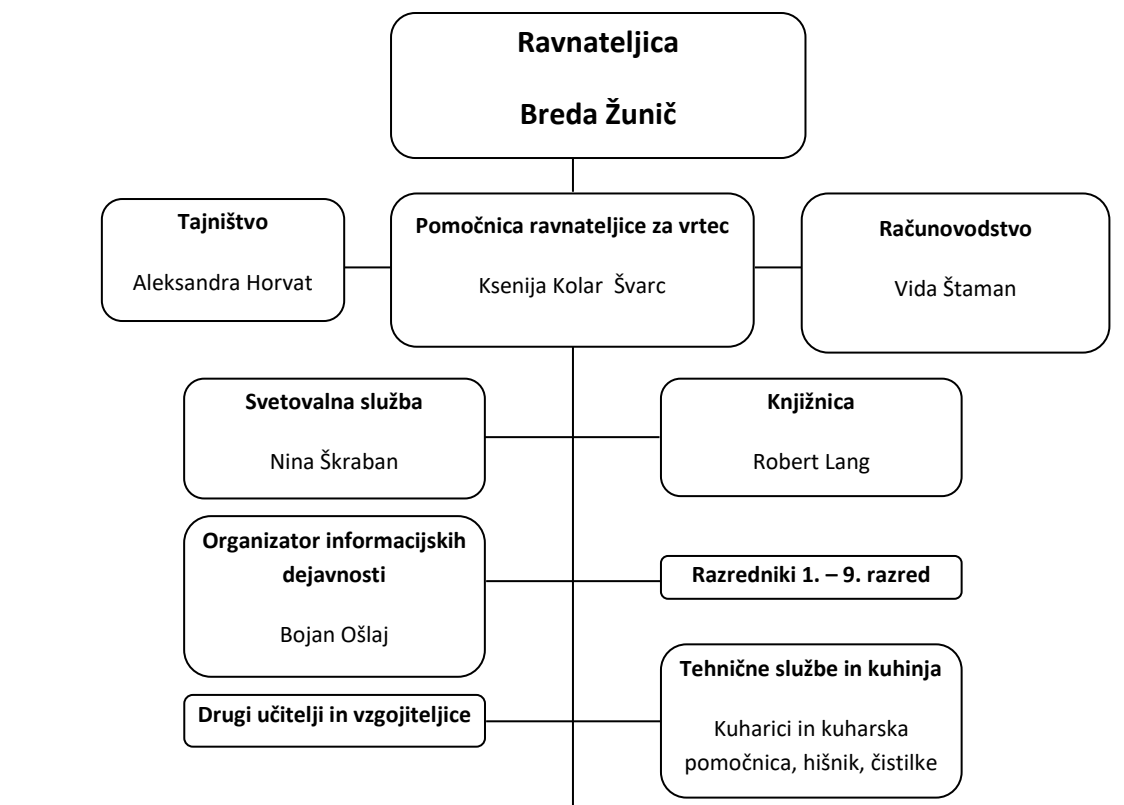 Ravnateljica
Breda Žunič
Tajništvo
Aleksandra Horvat
Pomočnica ravnateljice za vrtec
Ksenija Kolar Švarc
Računovodstvo
Vida Štaman
Svetovalna služba
Nina Škraban
Knjižnica
Robert Lang
Organizator informacijskih
dejavnosti
Bojan Ošlaj
Razredniki 1. – 9. razred
Drugi učitelji in vzgojiteljice
Tehnične službe in kuhinja
Kuharici in kuharska
pomočnica, hišnik, čistilke